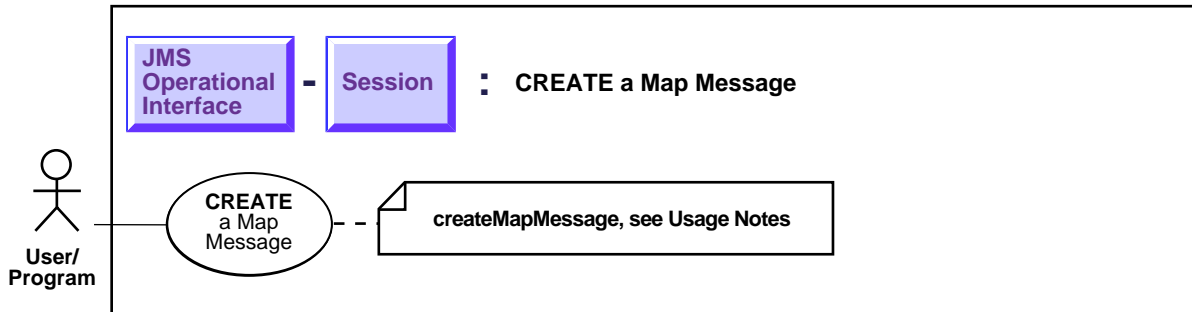 JMS
Operational
Interface
- Session : CREATE a Map Message
CREATE
a Map
Message
createMapMessage, see Usage Notes
User/
Program